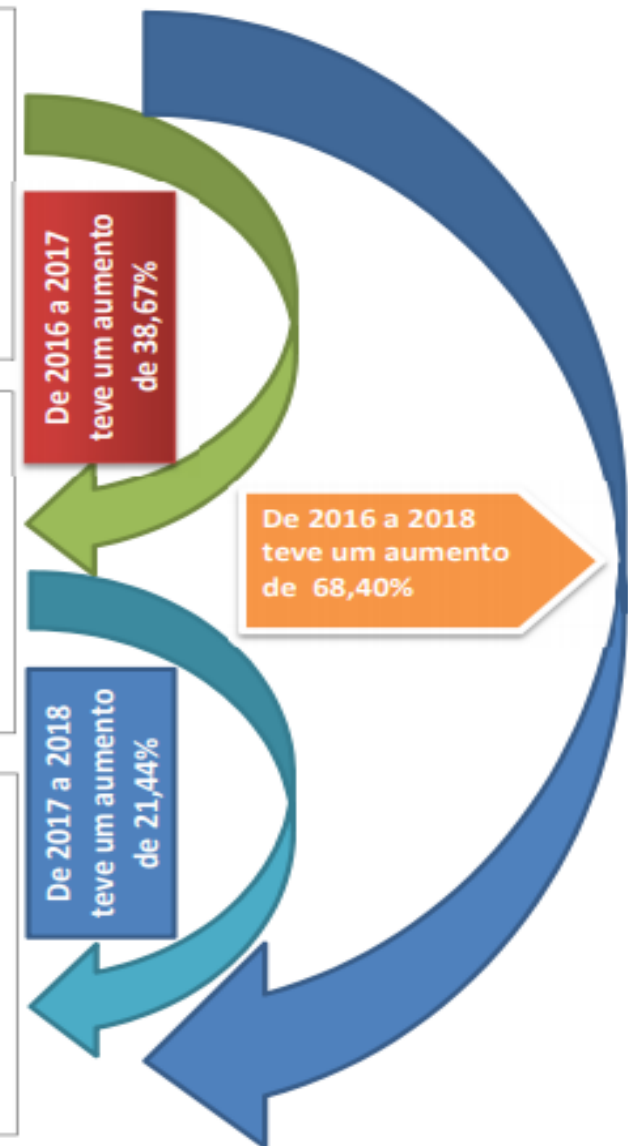 De 2016 a 2017
teve um aumento
de 38,67%
De 2016 a 2018
teve um aumento
de 68,40%
De 2017 a 2018
teve um aumento
de 21,44%